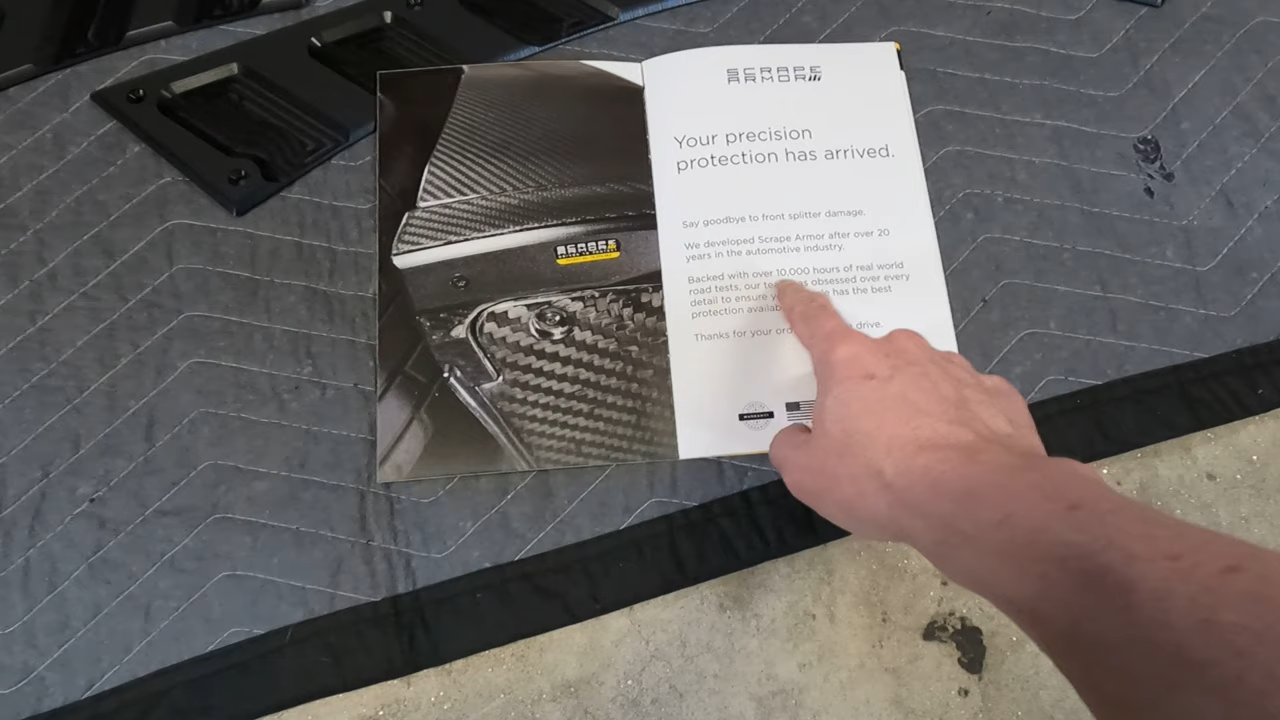 SCRAPE
ARMOR
SCRAPE
ARMOR
Your precision
protection has arrived.
Say goodbye to front splitter damage.
We developed Scrape Armor after over 20
years in the automotive industry.
Backed with over 10,000 hours of real world
road tests, our obsessed over every
detail to ensure has the best
protection
Thanks for your drive.
WARRANTY